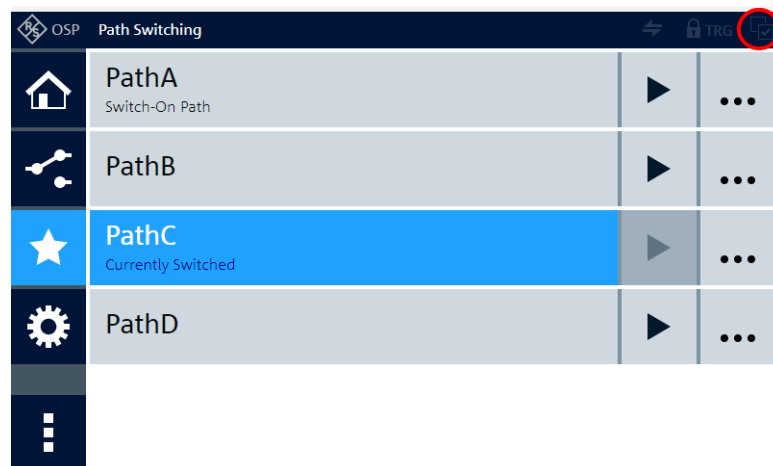 R&S OSP Path Switching TRG
PathA
Switch-On Path
PathB
PathC
Currently Switched
PathD